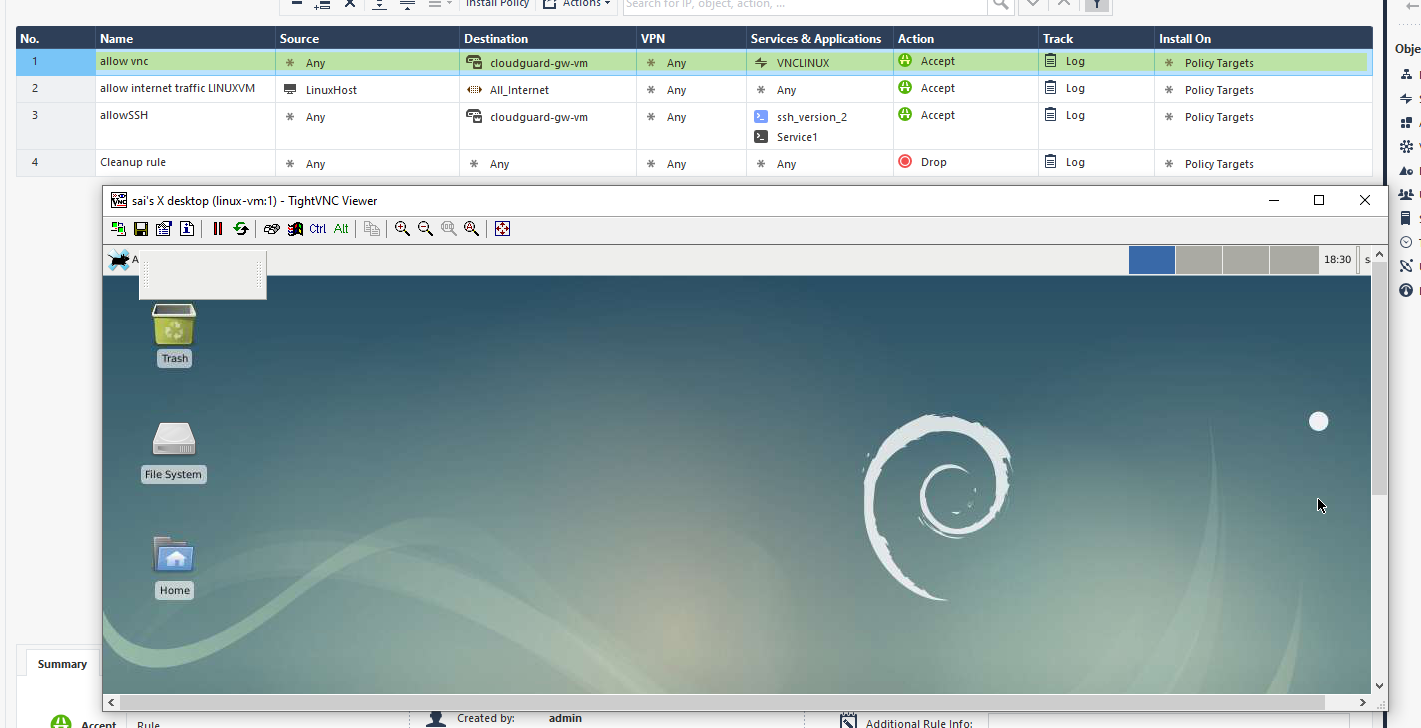 Install Policy Actions Search for IP, object, action, ...
No. Name Source Destination VPN Services & Applications Action Track Install On
1 allow vnc Any cloudguard-gw-vm Any VNCLINUX Accept Log Policy Targets
2 allow internet traffic LINUXVM LinuxHost All_Internet Any Any Accept Log Policy Targets
3 allowSSH Any cloudguard-gw-vm Any ssh_version_2 Accept Log Policy Targets
Service1
4 Cleanup rule Any Any Any Any Drop Log Policy Targets
Obje
sai's X desktop (linux-vm:1) - TightVNC Viewer
Ctrl Alt
A 18:30 s
Trash
File System
Home
Summary
Accept Rule Created by: admin Additional Rule Info: